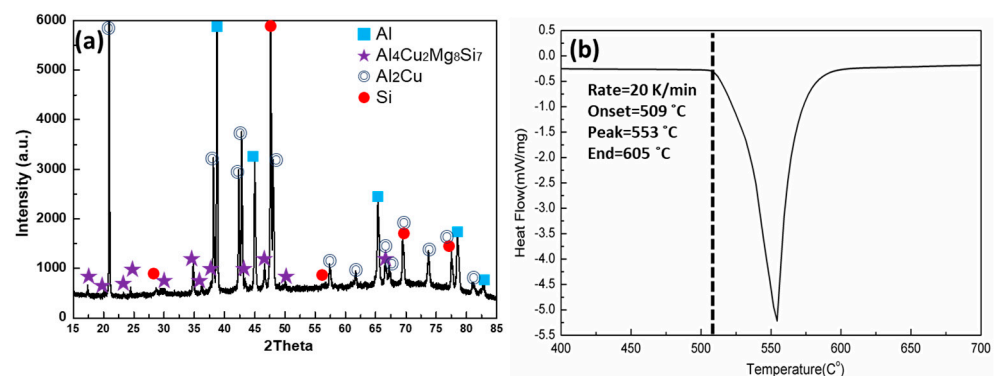 (a)
Al
Al4Cu2Mg8Si7
Al2Cu
Si
6000
5000
4000
3000
2000
1000
0
Intensity (a.u.)
15 20 25 30 35 40 45 50 55 60 65 70 75 80 85
2Theta
(b)
Rate=20 K/min
Onset=509 ˚C
Peak=553 ˚C
End=605 ˚C
1.0
0.5
0.0
-0.5
-1.0
-1.5
-2.0
-2.5
-3.0
-3.5
-4.0
-4.5
-5.0
-5.5
Heat Flow(mW/mg)
400 450 500 550 600 650 700
Temperature(C˚)